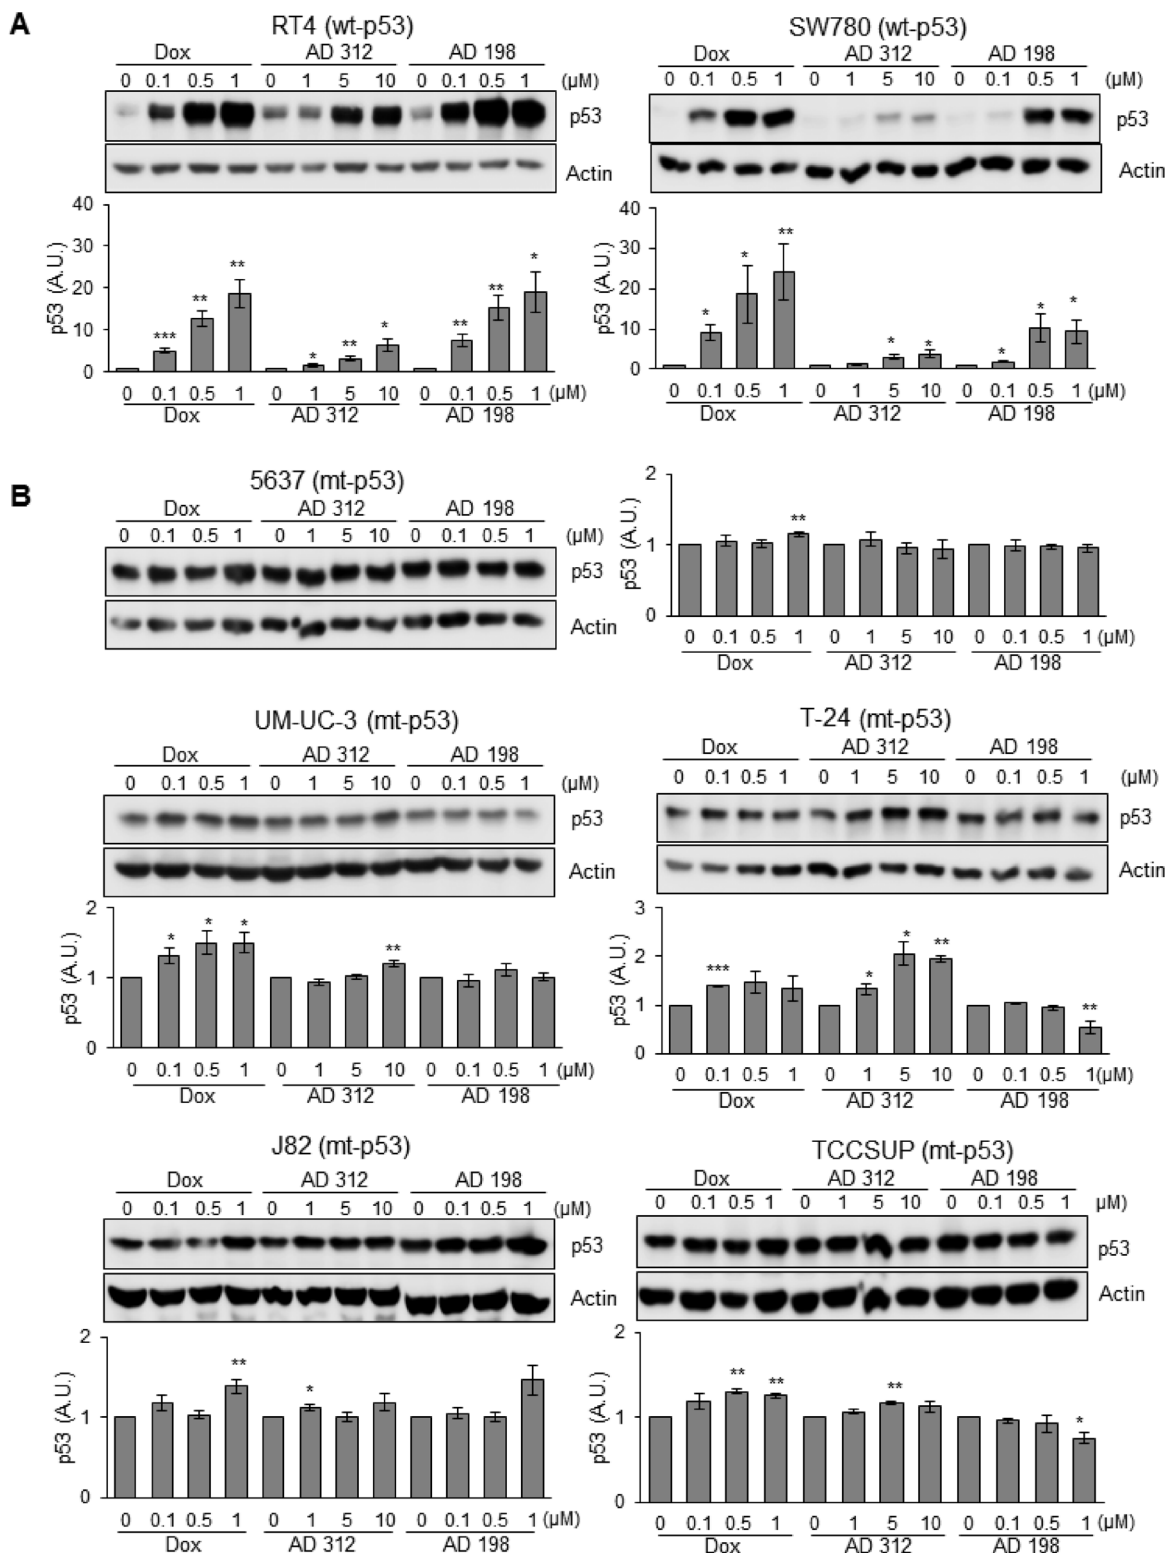 A
RT4 (wt-p53)
Dox AD 312 AD 198
0 0.1 0.5 1 0 1 5 10 0 0.1 0.5 1 (µM)
p53
Actin
40
30
20
10
0
p53 (A.U.)
*** ** ** * ** * ** ** *
0 0.1 0.5 1 0 1 5 10 0 0.1 0.5 1 (µM)
Dox AD 312 AD 198
SW780 (wt-p53)
Dox AD 312 AD 198
0 0.1 0.5 1 0 1 5 10 0 0.1 0.5 1 (µM)
p53
Actin
40
30
20
10
0
p53 (A.U.)
* * ** * * * * *
0 0.1 0.5 1 0 1 5 10 0 0.1 0.5 1 (µM)
Dox AD 312 AD 198
B
5637 (mt-p53)
Dox AD 312 AD 198
0 0.1 0.5 1 0 1 5 10 0 0.1 0.5 1 (µM)
p53
Actin
2
1
0
p53 (A.U.)
**
0 0.1 0.5 1 0 1 5 10 0 0.1 0.5 1 (µM)
Dox AD 312 AD 198
UM-UC-3 (mt-p53)
Dox AD 312 AD 198
0 0.1 0.5 1 0 1 5 10 0 0.1 0.5 1 (µM)
p53
Actin
2
1
0
p53 (A.U.)
* * * **
0 0.1 0.5 1 0 1 5 10 0 0.1 0.5 1 (µM)
Dox AD 312 AD 198
T-24 (mt-p53)
Dox AD 312 AD 198
0 0.1 0.5 1 0 1 5 10 0 0.1 0.5 1 (µM)
p53
Actin
3
2
1
0
p53 (A.U.)
*** * * ** **
0 0.1 0.5 1 0 1 5 10 0 0.1 0.5 1(µM)
Dox AD 312 AD 198
J82 (mt-p53)
Dox AD 312 AD 198
0 0.1 0.5 1 0 1 5 10 0 0.1 0.5 1 (µM)
p53
Actin
2
1
0
p53 (A.U.)
** *
0 0.1 0.5 1 0 1 5 10 0 0.1 0.5 1 (µM)
Dox AD 312 AD 198
TCCSUP (mt-p53)
Dox AD 312 AD 198
0 0.1 0.5 1 0 1 5 10 0 0.1 0.5 1 µM)
p53
Actin
2
1
0
p53 (A.U.)
** ** ** *
0 0.1 0.5 1 0 1 5 10 0 0.1 0.5 1 (µM)
Dox AD 312 AD 198